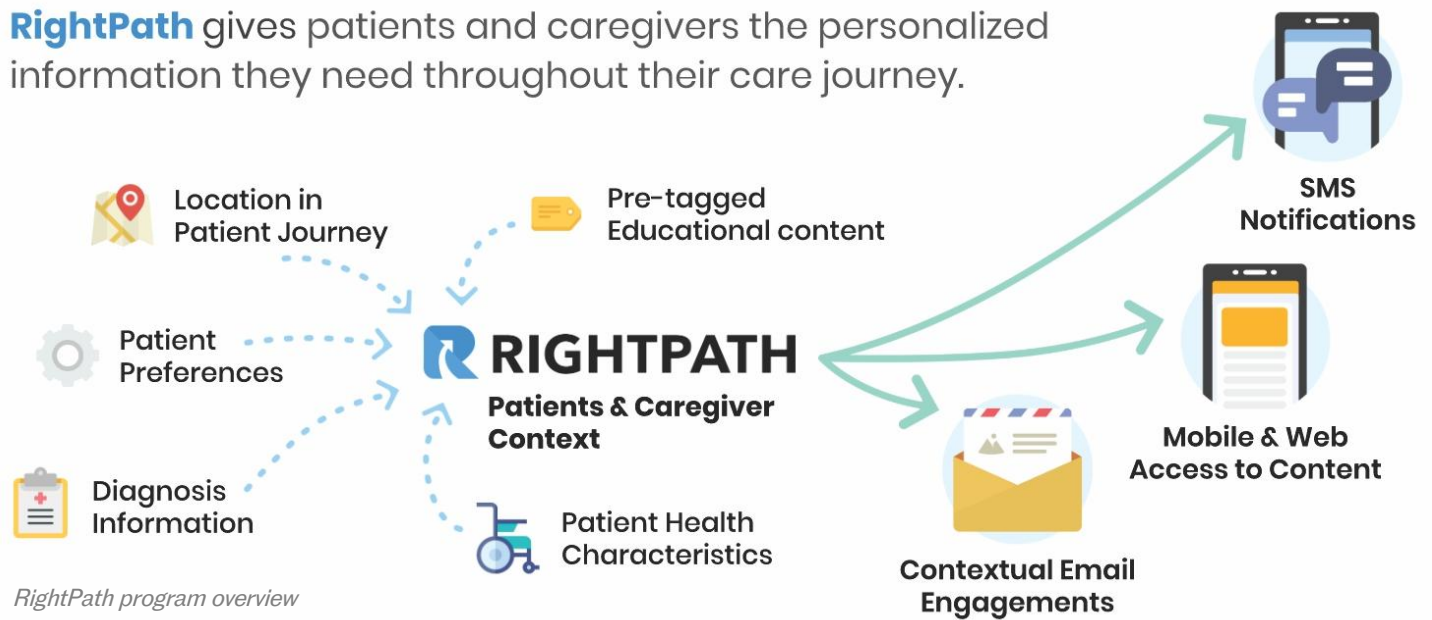 RightPath gives patients and caregivers the personalized
information they need throughout their care journey.
Location in
Patient Journey
Pre-tagged
Educational content
SMS
Notifications
Patient
Preferences
RIGHTPATH
Patients & Caregiver
Context
Mobile & Web
Access to Content
Diagnosis
Information
Patient Health
Characteristics
Contextual Email
Engagements
RightPath program overview